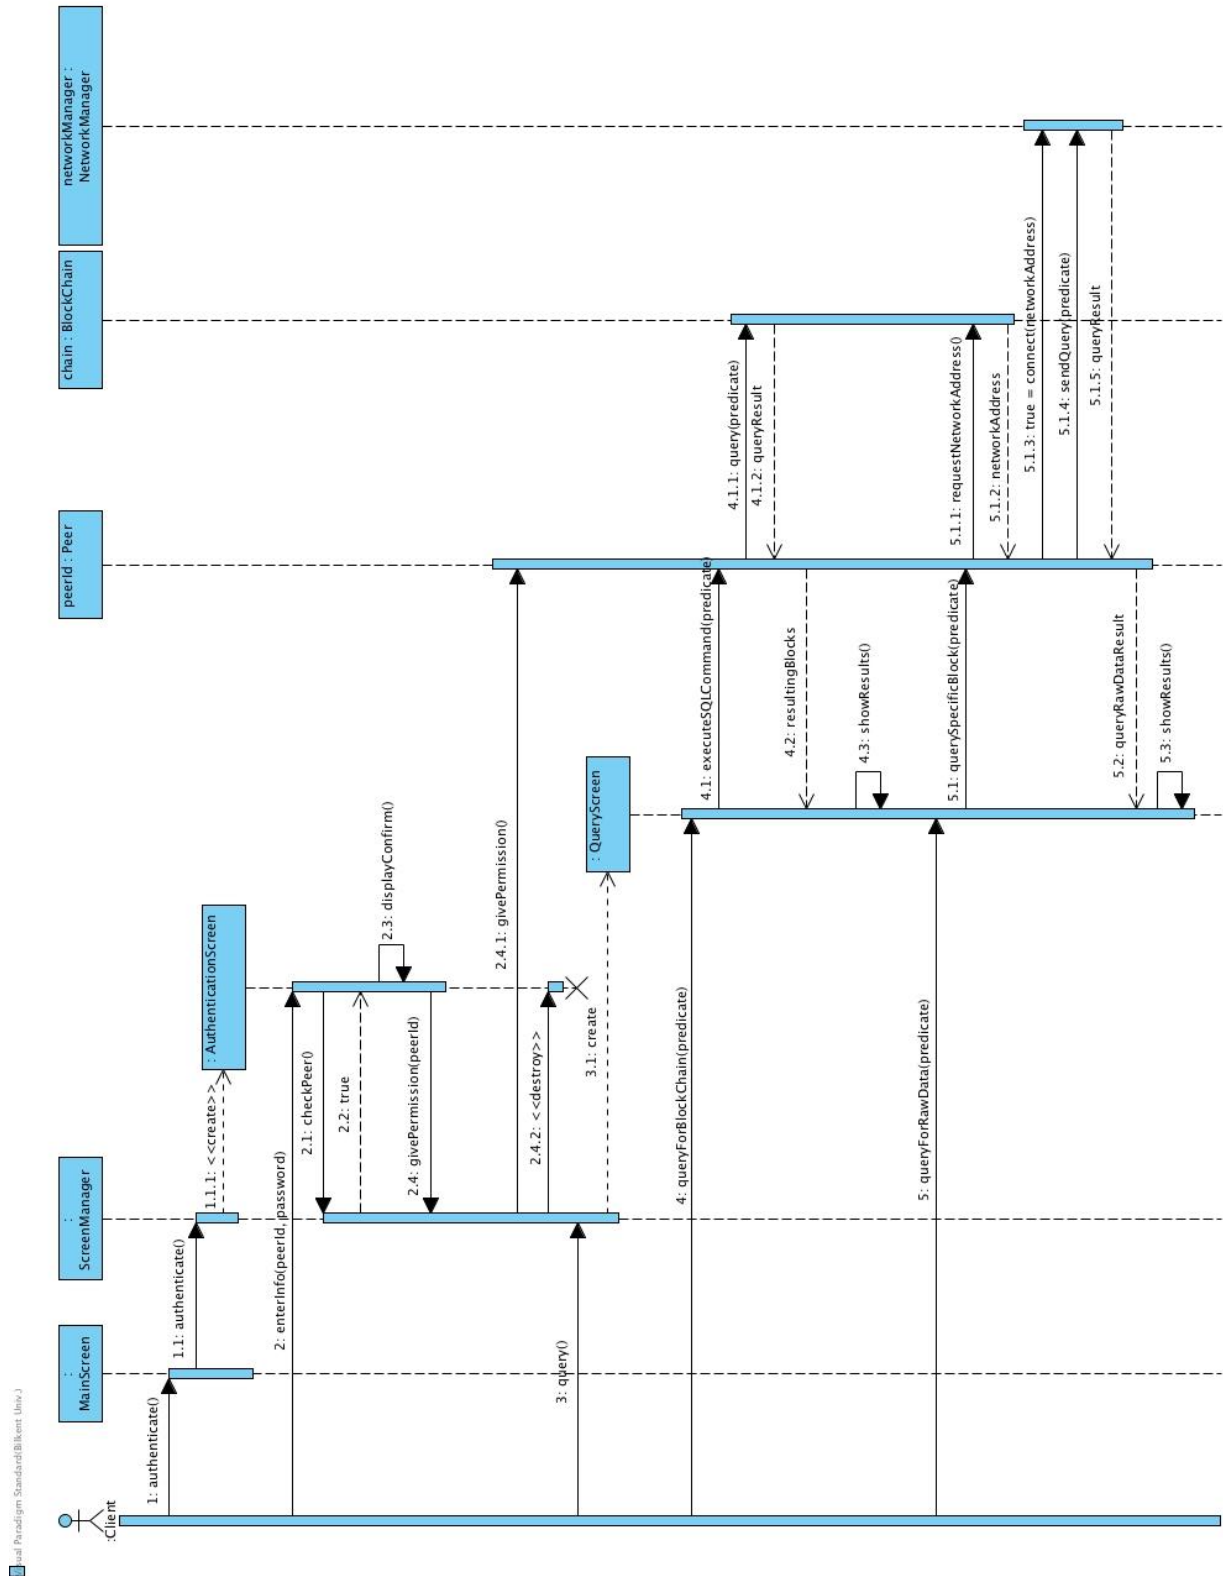 Visual Paradigm Standard(Bilkent Univ.)
:Client
:
MainScreen
:
ScreenManager
: AuthenticationScreen
: QueryScreen
peerId : Peer
chain : BlockChain
networkManager :
NetworkManager
1: authenticate()
1.1: authenticate()
1.1.1: <<create>>
2: enterInfo(peerId, password)
2.1: checkPeer()
2.2: true
2.3: displayConfirm()
2.4: givePermission(peerId)
2.4.1: givePermission()
2.4.2: <<destroy>>
3: query()
3.1: create
4: queryForBlockChain(predicate)
4.1: executeSQLCommand(predicate)
4.1.1: query(predicate)
4.1.2: queryResult
4.2: resultingBlocks
4.3: showResults()
5: queryForRawData(predicate)
5.1: querySpecificBlock(predicate)
5.1.1: requestNetworkAddress()
5.1.2: networkAddress
5.1.3: true = connect(networkAddress)
5.1.4: sendQuery(predicate)
5.1.5: queryResult
5.2: queryRawDataResult
5.3: showResults()